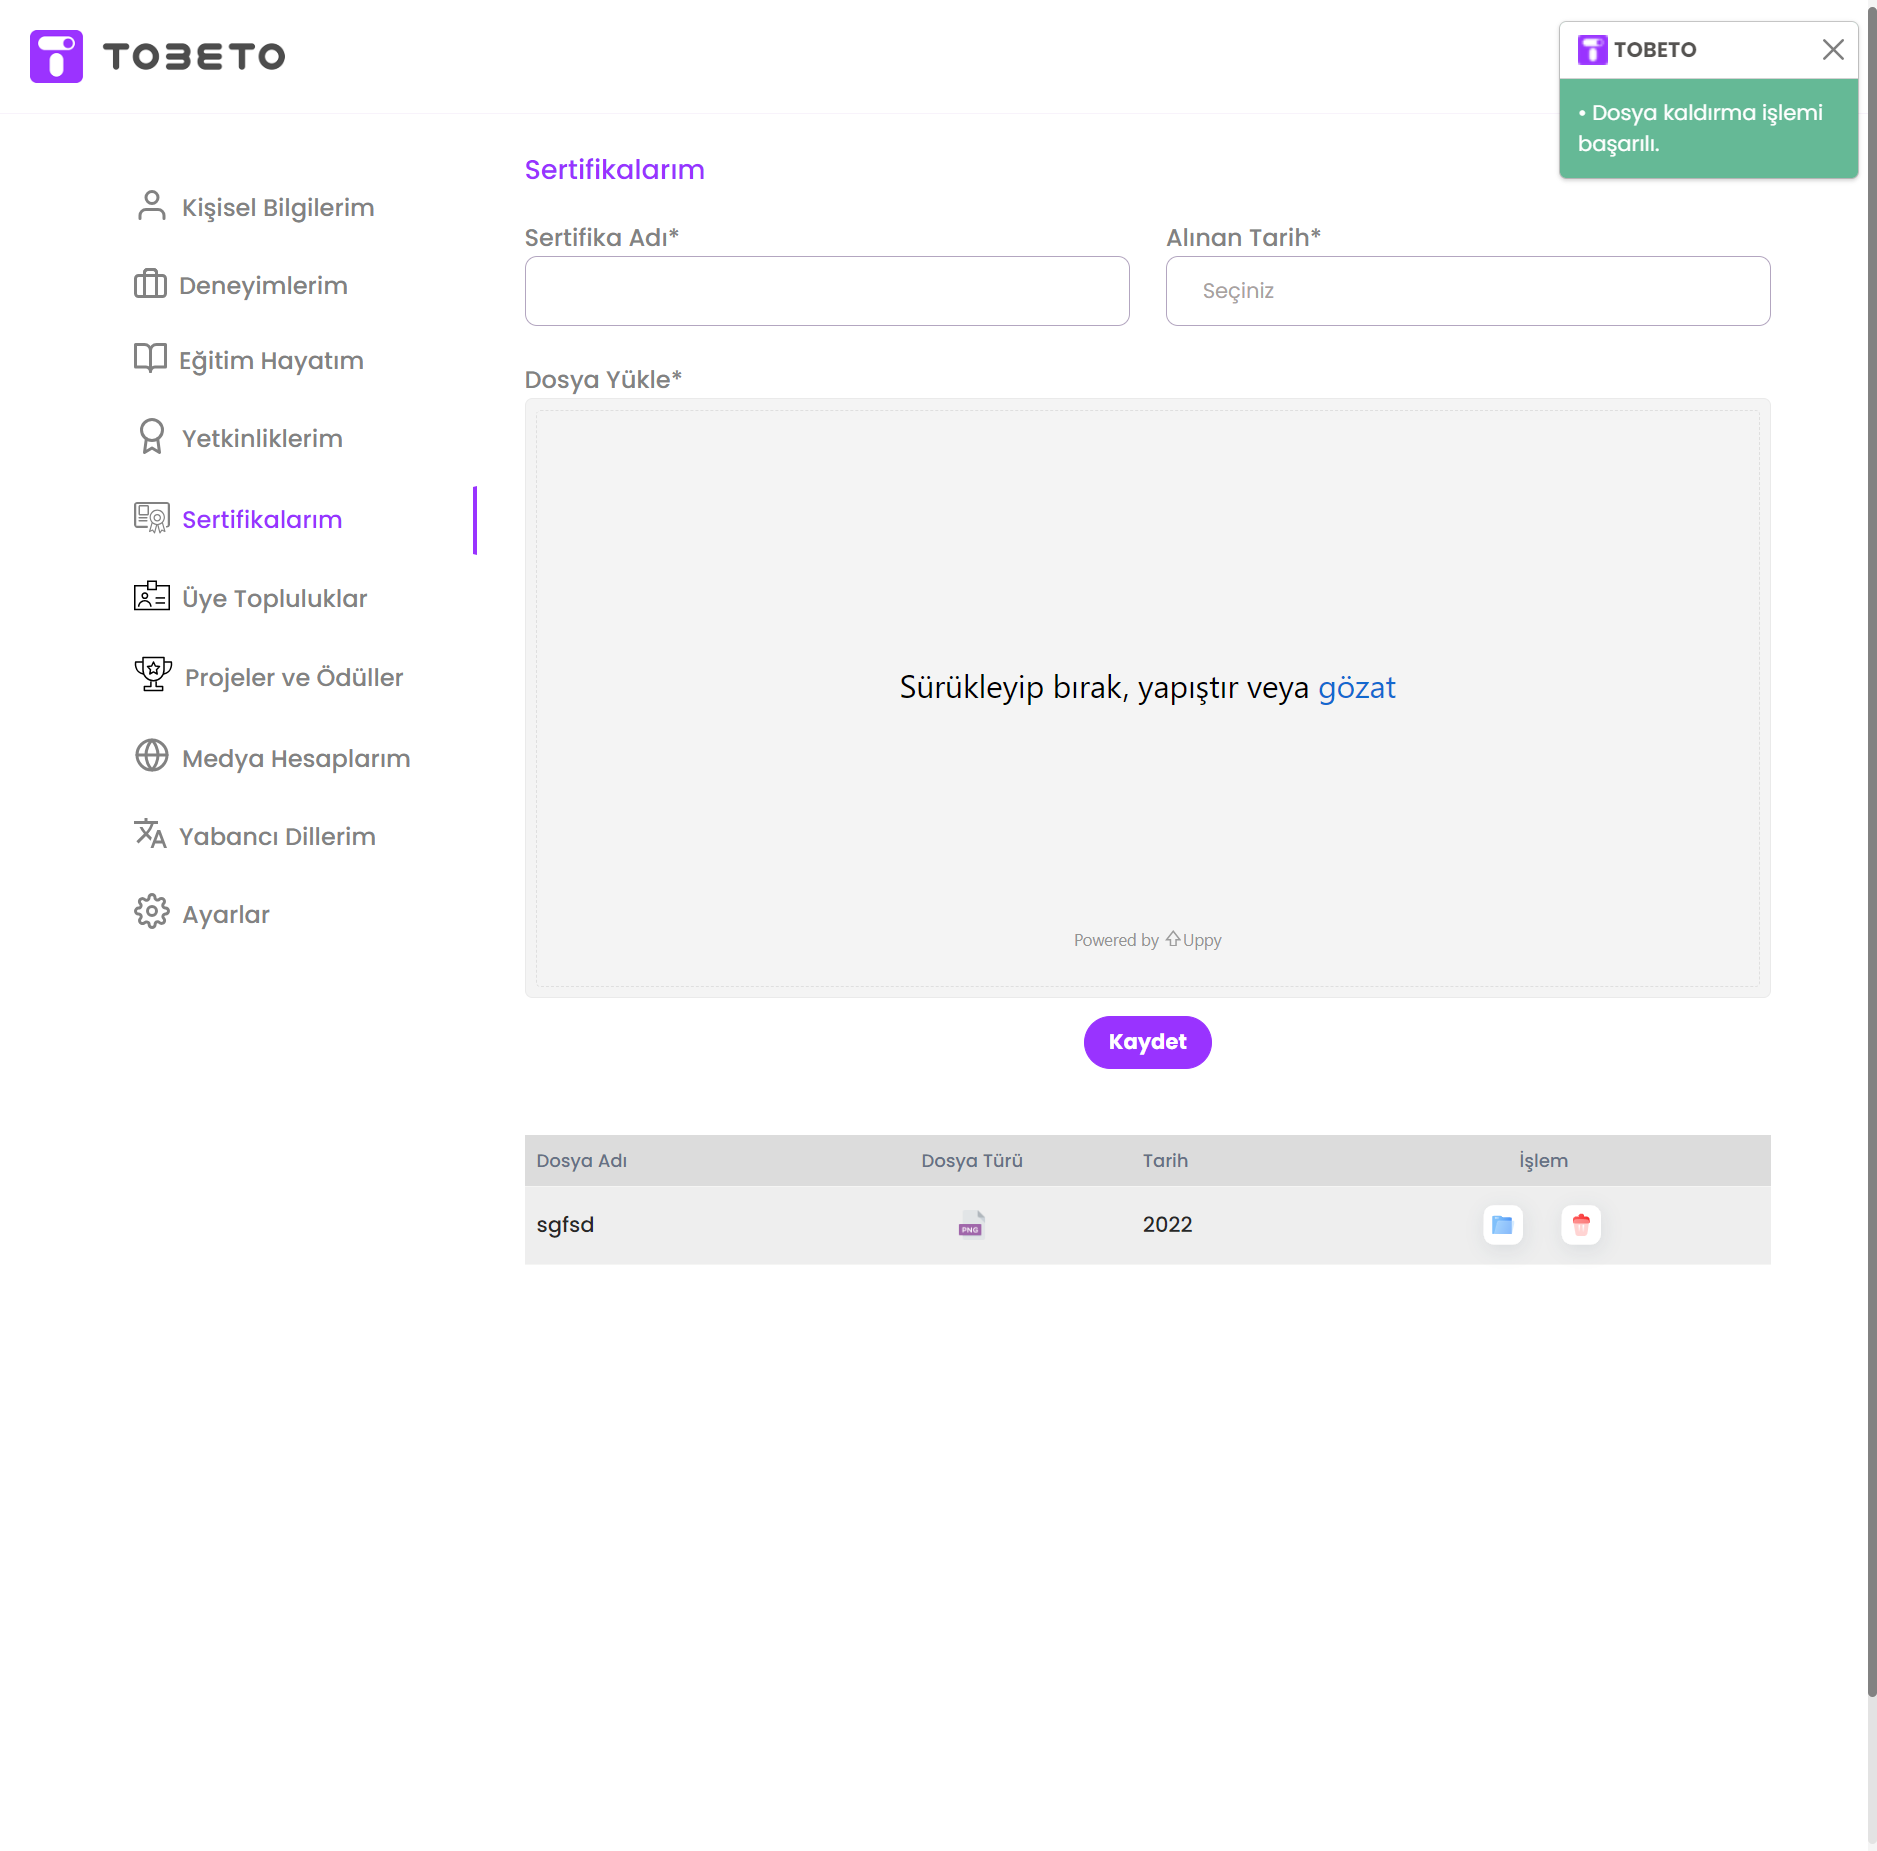 TOBETO
TOBETO
• Dosya kaldırma işlemi
başarılı.
Kişisel Bilgilerim
Deneyimlerim
Eğitim Hayatım
Yetkinliklerim
Sertifikalarım
Üye Topluluklar
Projeler ve Ödüller
Medya Hesaplarım
Yabancı Dillerim
Ayarlar
Sertifikalarım
Sertifika Adı*
Alınan Tarih*
Seçiniz
Dosya Yükle*
Sürükleyip bırak, yapıştır veya gözat
Powered by Uppy
Kaydet
Dosya Adı Dosya Türü Tarih İşlem
sgfsd PNG 2022